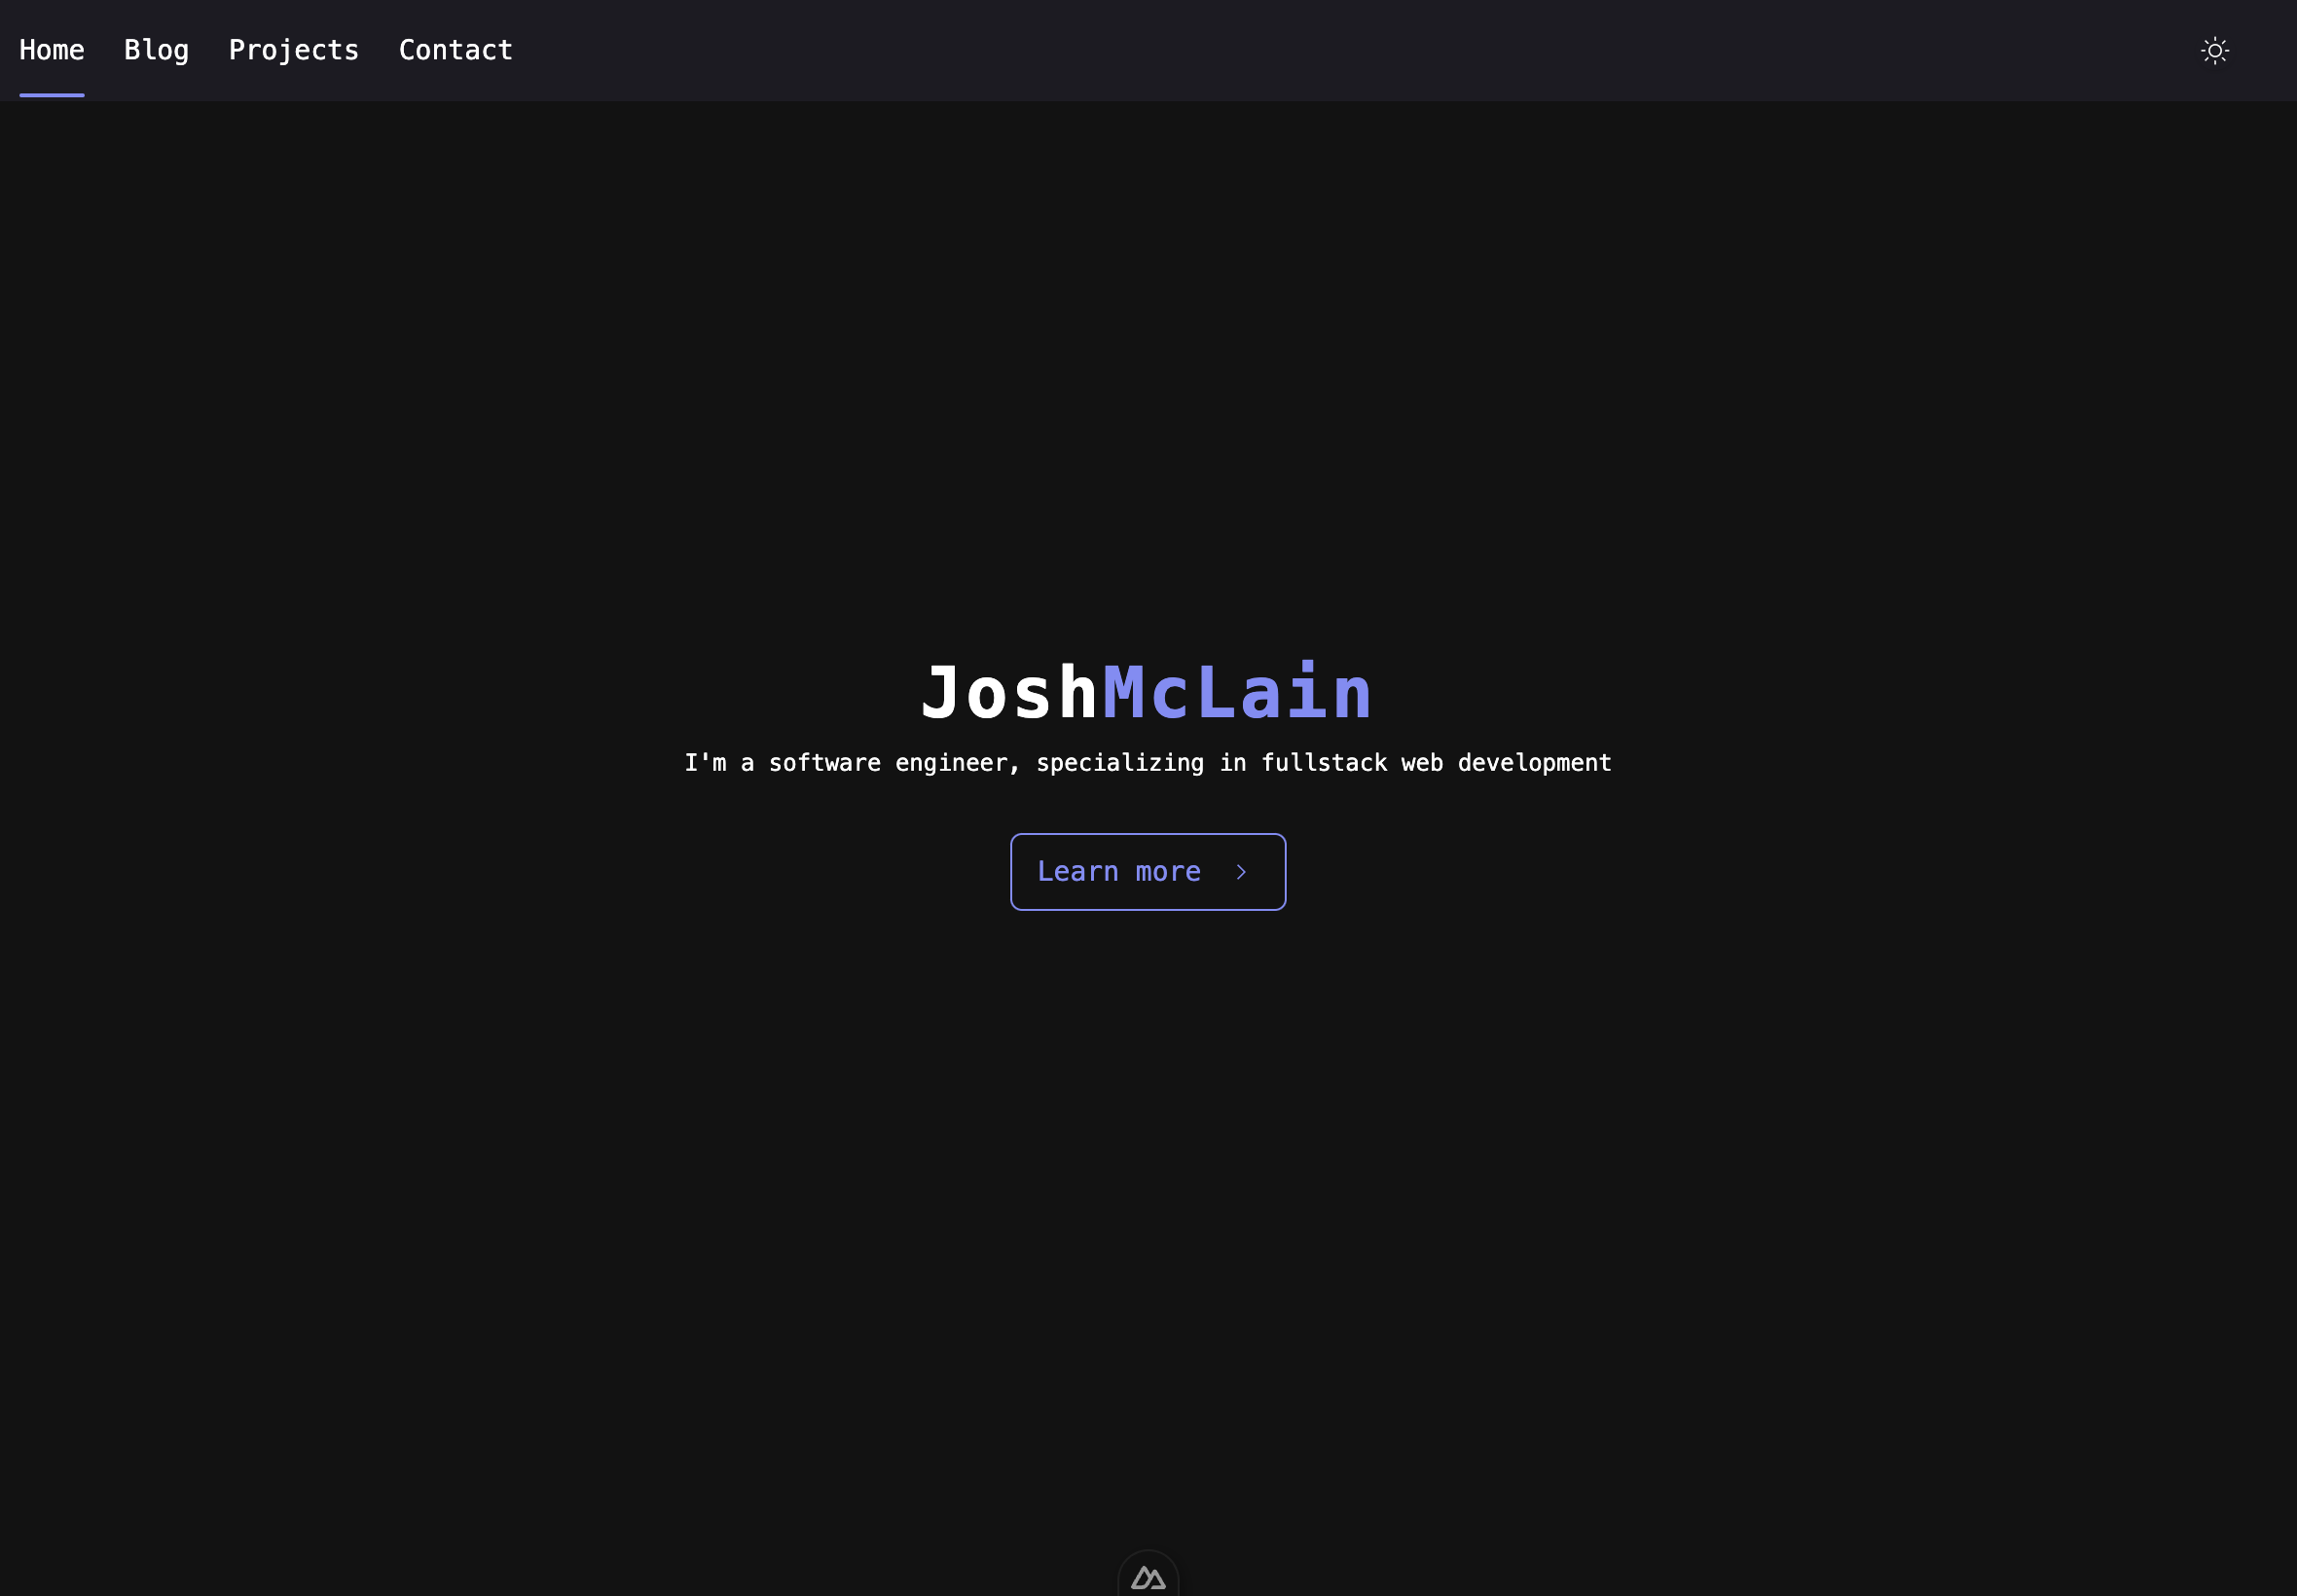 Home Blog Projects Contact
JoshMcLain
I'm a software engineer, specializing in fullstack web development
Learn more